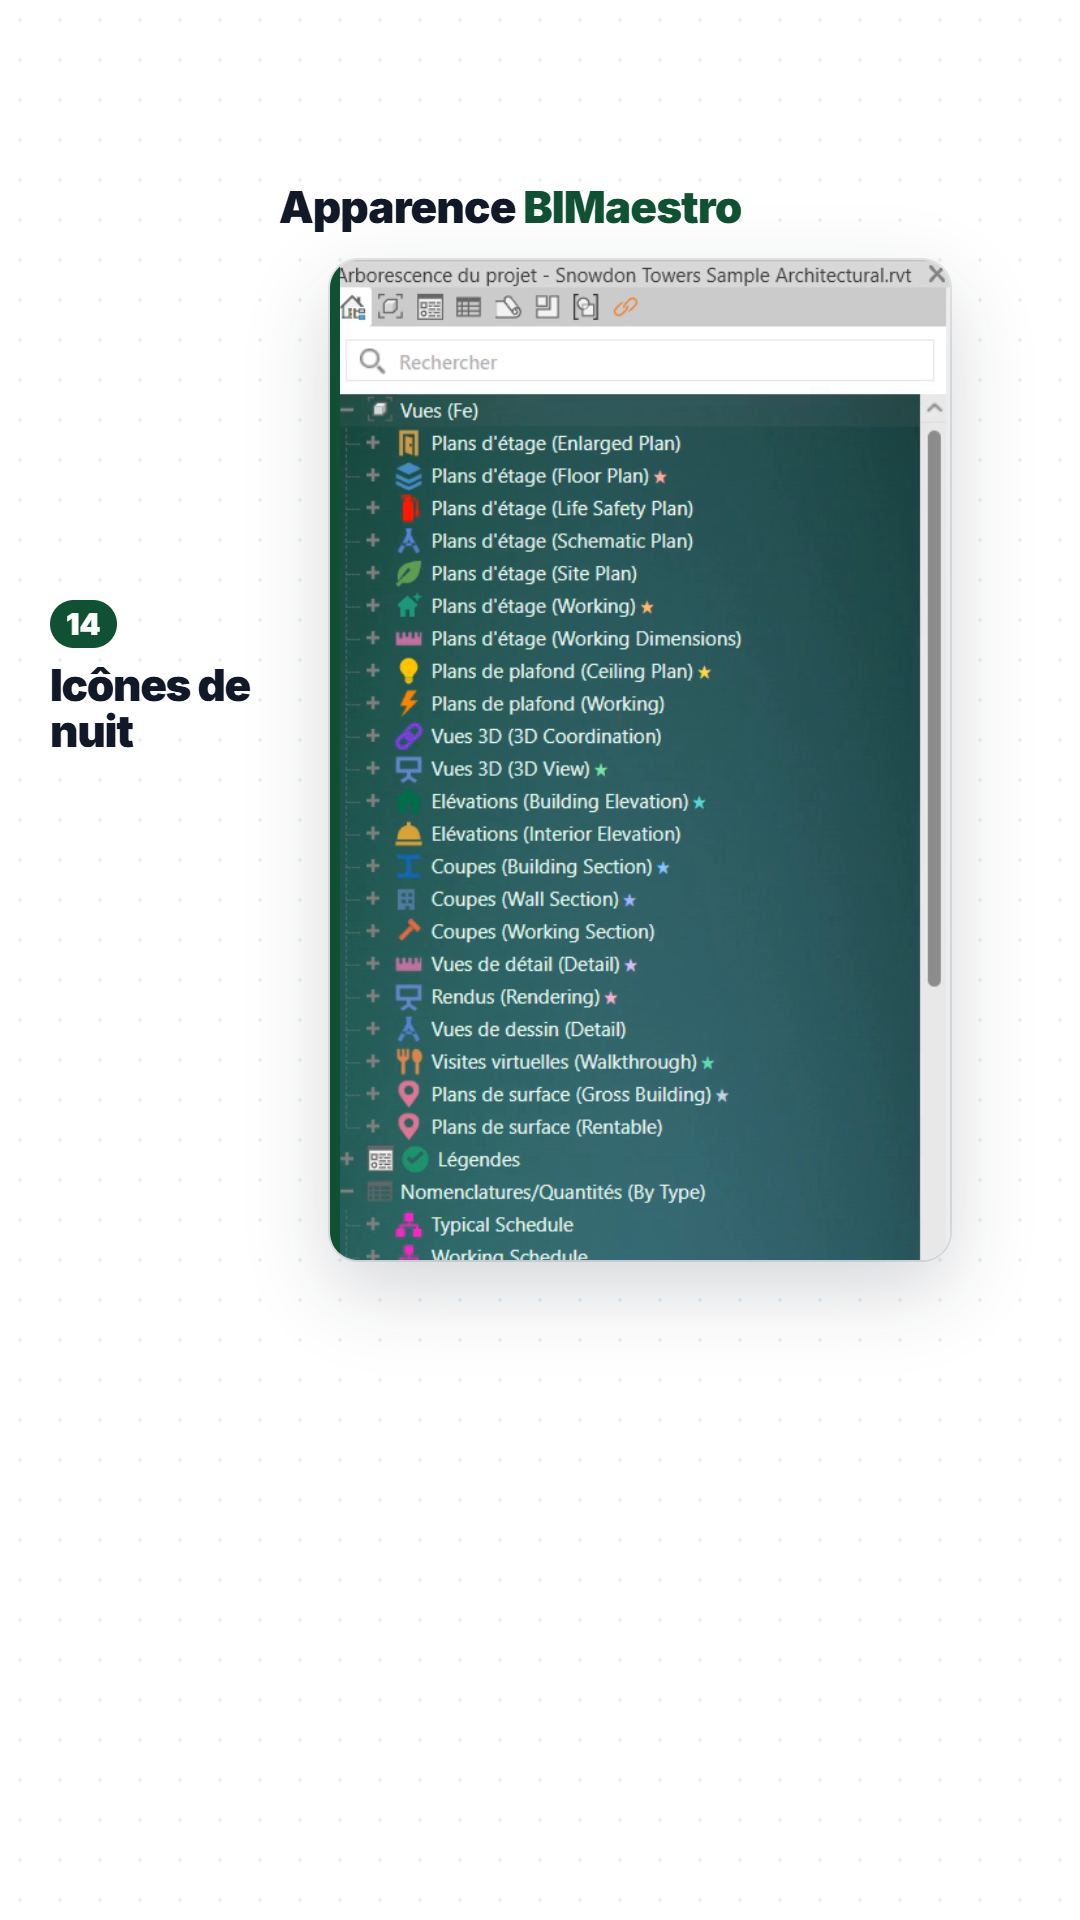 Apparence BIMaestro
Arborescence du projet - Snowdon Towers Sample Architectural.rvt
Rechercher
Vues (Fe)
Plans d'étage (Enlarged Plan)
Plans d'étage (Floor Plan)
Plans d'étage (Life Safety Plan)
Plans d'étage (Schematic Plan)
Plans d'étage (Site Plan)
Plans d'étage (Working)
Plans d'étage (Working Dimensions)
Plans de plafond (Ceiling Plan)
Plans de plafond (Working)
Vues 3D (3D Coordination)
Vues 3D (3D View)
Elévations (Building Elevation)
Elévations (Interior Elevation)
Coupes (Building Section)
Coupes (Wall Section)
Coupes (Working Section)
Vues de détail (Detail)
Rendus (Rendering)
Vues de dessin (Detail)
Visites virtuelles (Walkthrough)
Plans de surface (Gross Building)
Plans de surface (Rentable)
Légendes
Nomenclatures/Quantités (By Type)
Typical Schedule
Working Schedule
14
Icônes de
nuit